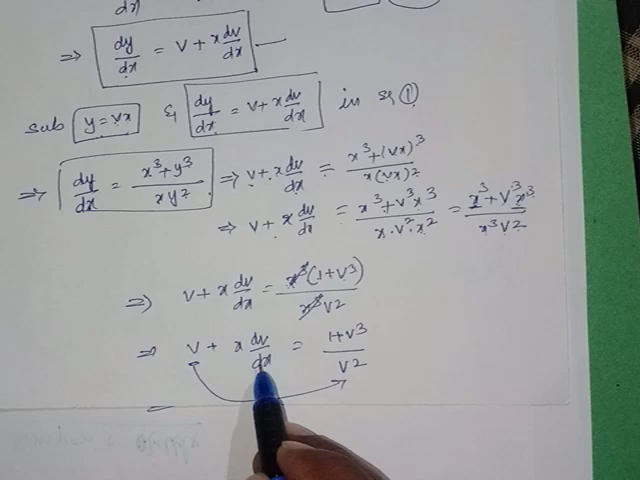 dx
⇒ dy/dx = v + x dv/dx
sub y = vx & dy/dx = v + x dv/dx in ①
⇒ dy/dx = x³+y³/xy² ⇒ v + x dv/dx = x³+(vx)³/x(vx)²
⇒ v + x dv/dx = x³+v³x³/x·v²·x² = x³+v³x³/x³v²
⇒ v + x dv/dx = x³(1+v³)/x³v²
⇒ v + x dv/dx = 1+v³/v²